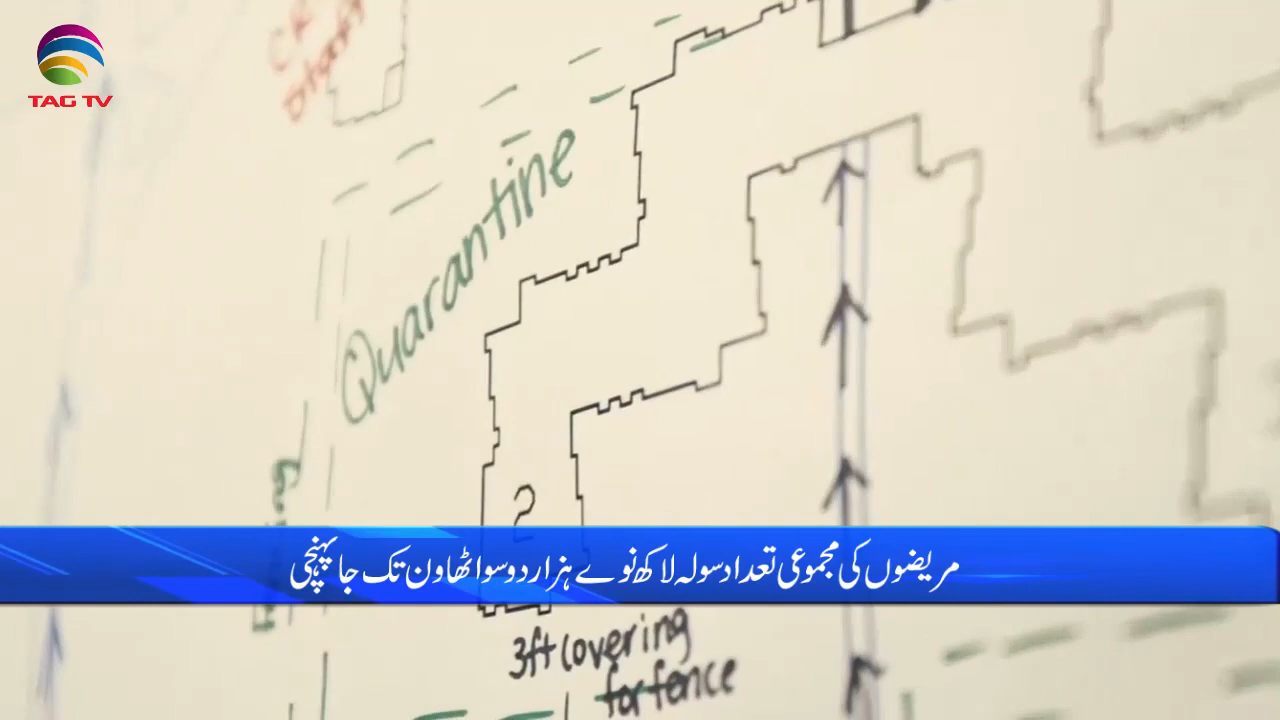 TAG TV
Quarantine
2
مریضوں کی مجموعی تعداد سولہ لاکھ نوے ہزار دو سو اٹھاون تک جا پہنچی
3ft covering
for fence